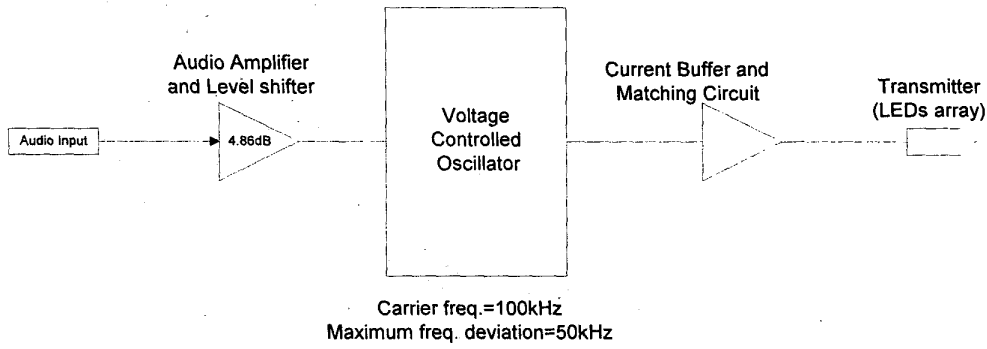 Audio Amplifier
and Level shifter
Audio Input
4.86dB
Voltage
Controlled
Oscillator
Current Buffer and
Matching Circuit
Transmitter
(LEDs array)
Carrier freq.=100kHz
Maximum freq. deviation=50kHz